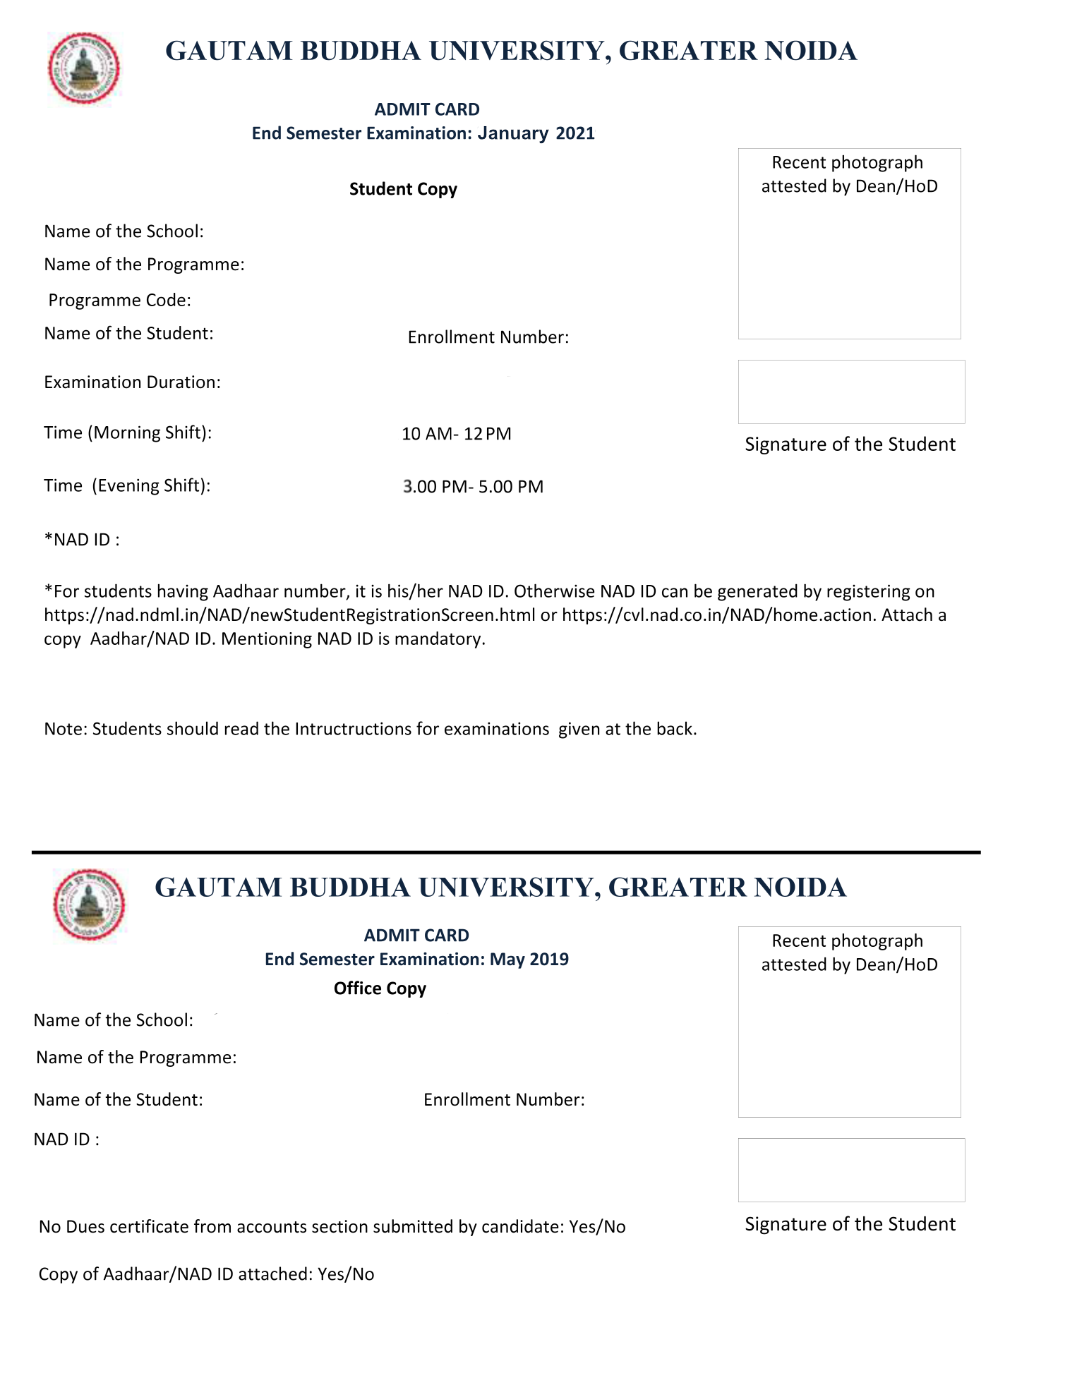 GAUTAM BUDDHA UNIVERSITY, GREATER NOIDA
ADMIT CARD
End Semester Examination: January 2021
Student Copy
Recent photograph
attested by Dean/HoD
Name of the School:
Name of the Programme:
Programme Code:
Name of the Student: Enrollment Number:
Examination Duration:
Time (Morning Shift): 10 AM- 12 PM
Signature of the Student
Time (Evening Shift): 3.00 PM- 5.00 PM
*NAD ID :
*For students having Aadhaar number, it is his/her NAD ID. Otherwise NAD ID can be generated by registering on
https://nad.ndml.in/NAD/newStudentRegistrationScreen.html or https://cvl.nad.co.in/NAD/home.action. Attach a
copy Aadhar/NAD ID. Mentioning NAD ID is mandatory.
Note: Students should read the Intructructions for examinations given at the back.
GAUTAM BUDDHA UNIVERSITY, GREATER NOIDA
ADMIT CARD
End Semester Examination: May 2019
Office Copy
Recent photograph
attested by Dean/HoD
Name of the School:
Name of the Programme:
Name of the Student: Enrollment Number:
NAD ID :
No Dues certificate from accounts section submitted by candidate: Yes/No
Signature of the Student
Copy of Aadhaar/NAD ID attached: Yes/No